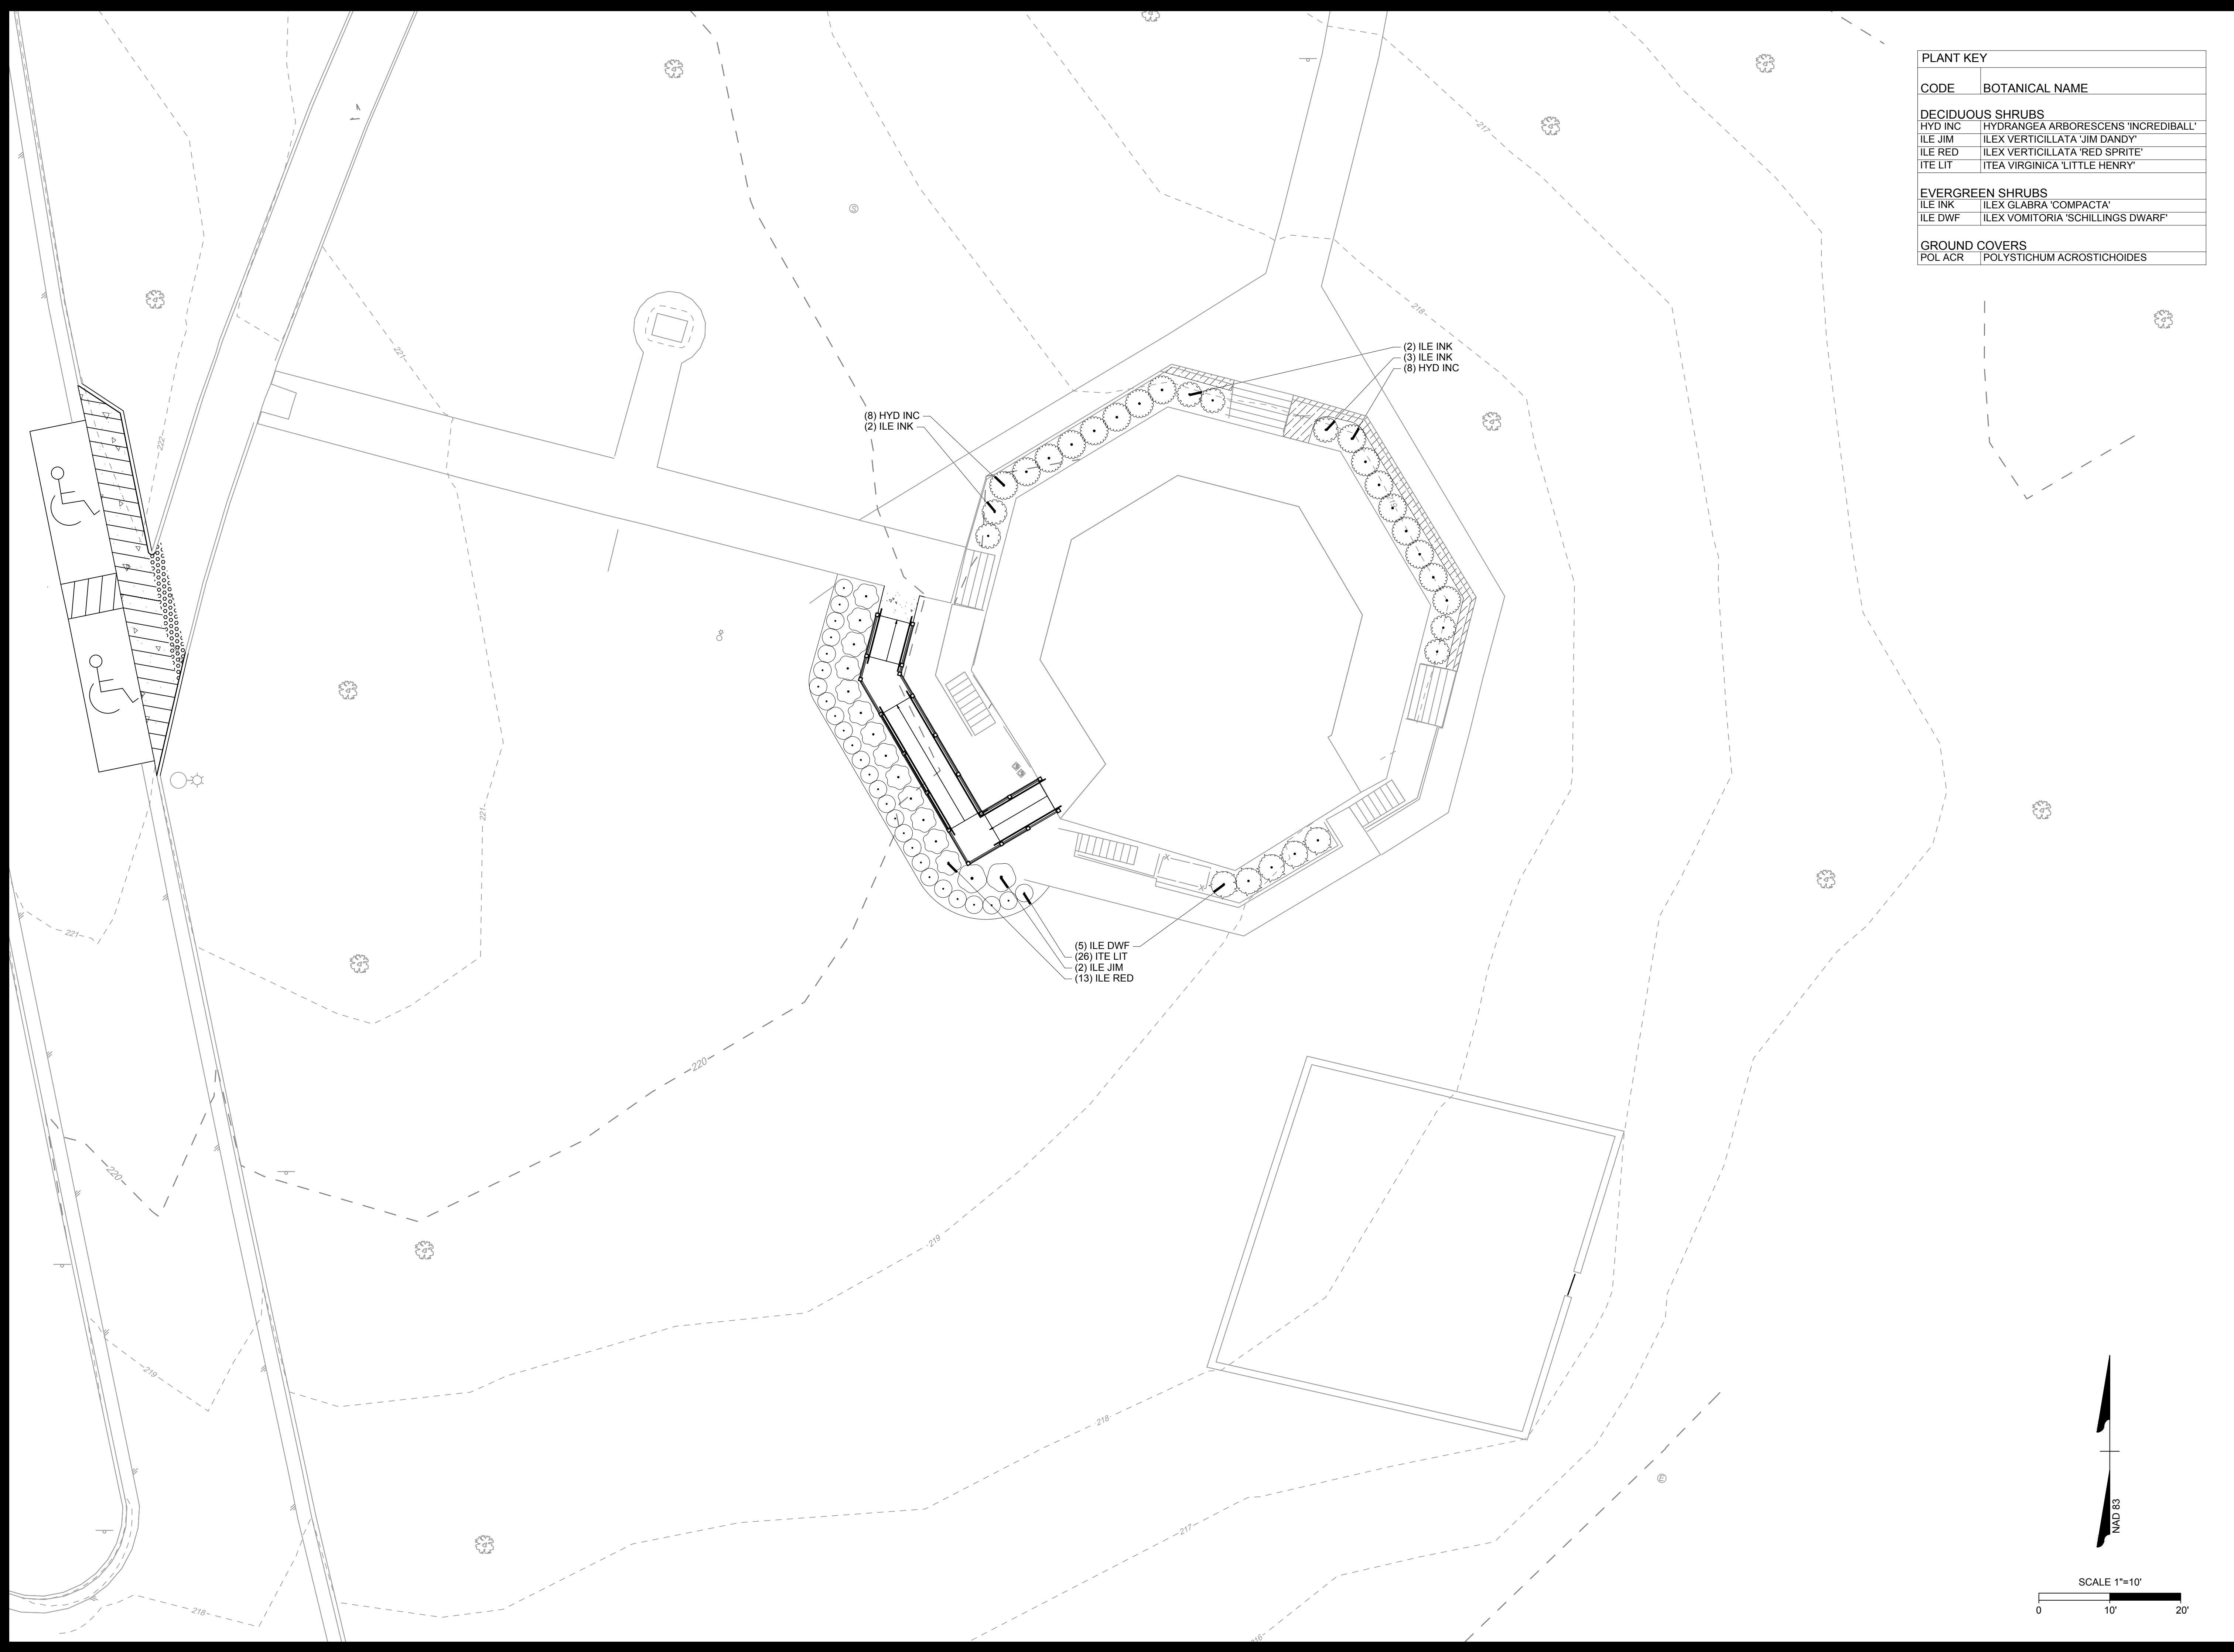 PLANT KEY
CODE BOTANICAL NAME
DECIDUOUS SHRUBS
HYD INC HYDRANGEA ARBORESCENS 'INCREDIBALL'
ILE JIM ILEX VERTICILLATA 'JIM DANDY'
ILE RED ILEX VERTICILLATA 'RED SPRITE'
ITE LIT ITEA VIRGINICA 'LITTLE HENRY'
EVERGREEN SHRUBS
ILE INK ILEX GLABRA 'COMPACTA'
ILE DWF ILEX VOMITORIA 'SCHILLINGS DWARF'
GROUND COVERS
POL ACR POLYSTICHUM ACROSTICHOIDES
217
S
218
221
(2) ILE INK
(3) ILE INK
(8) HYD INC
(8) HYD INC
(2) ILE INK
222
221
221
(5) ILE DWF
(26) ITE LIT
(2) ILE JIM
(13) ILE RED
220
220
219
219
218
217
218
216
E
NAD 83
SCALE 1"=10'
0 10' 20'